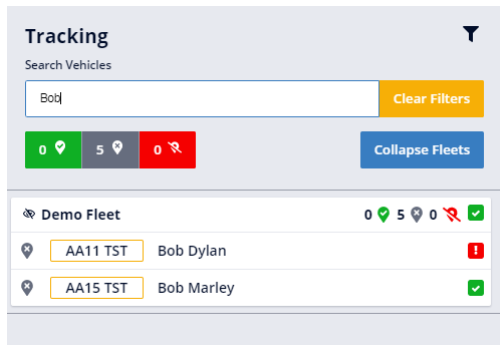 Tracking
Search Vehicles
Bob
Clear Filters
0 5 0
Collapse Fleets
Demo Fleet 0 5 0
AA11 TST Bob Dylan
AA15 TST Bob Marley